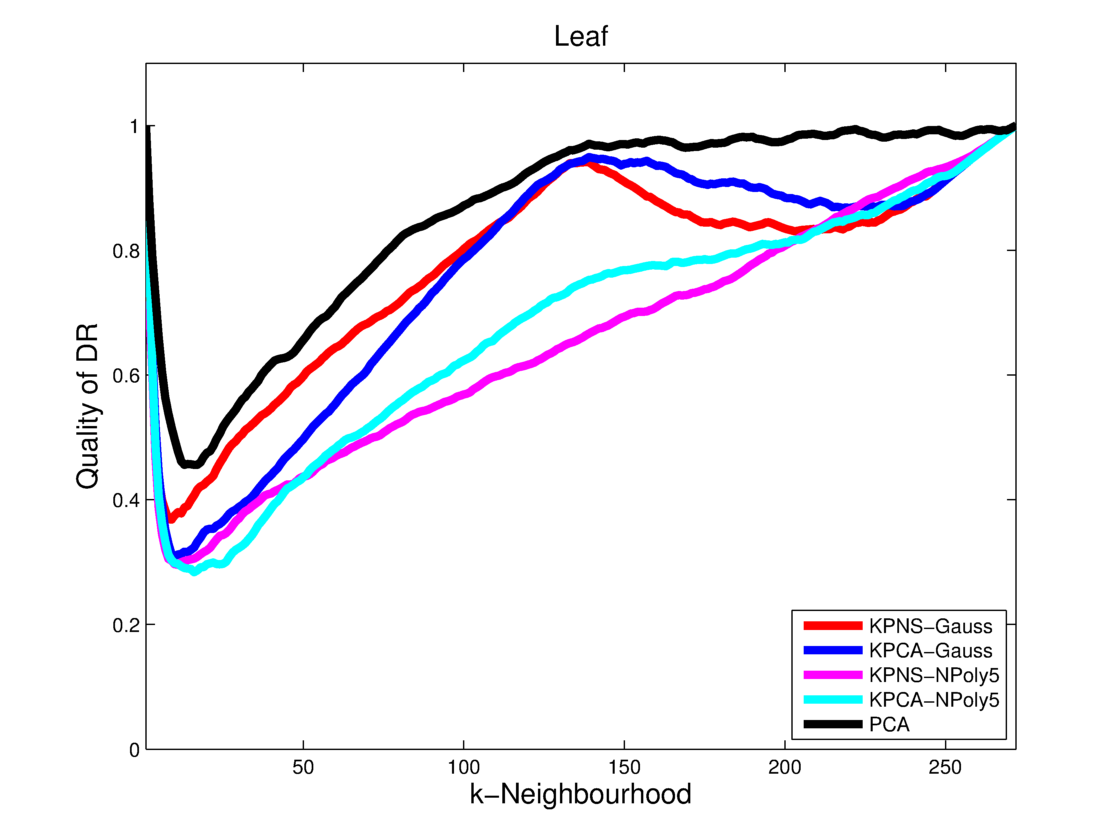 Leaf
Quality of DR
1
0.8
0.6
0.4
0.2
0
50
100
150
200
250
k−Neighbourhood
KPNS−Gauss
KPCA−Gauss
KPNS−NPoly5
KPCA−NPoly5
PCA